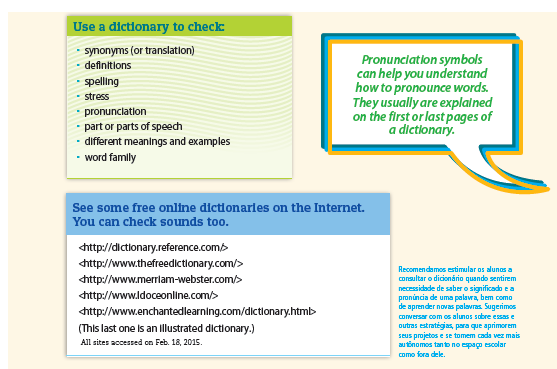 Use a dictionary to check:
• synonyms (or translation)
• definitions
• spelling
• stress
• pronunciation
• part or parts of speech
• different meanings and examples
• word family
Pronunciation symbols
can help you understand
how to pronounce words.
They usually are explained
on the first or last pages of
a dictionary.
See some free online dictionaries on the Internet.
You can check sounds too.
<http://dictionary.reference.com/>
<http://www.thefreedictionary.com/>
<http://www.merriam-webster.com/>
<http://www.ldoceonline.com/>
<http://www.enchantedlearning.com/dictionary.html>
(This last one is an illustrated dictionary.)
All sites accessed on Feb. 18, 2015.
Recomendamos estimular os alunos a
consultar o dicionário quando sentirem
necessidade de saber o significado e a
pronúncia de uma palavra, bem como
de aprender novas palavras. Sugerimos
conversar com os alunos sobre essas e
outras estratégias, para que aprimorem
seus projetos e se tornem cada vez mais
autônomos tanto no espaço escolar
como fora dele.